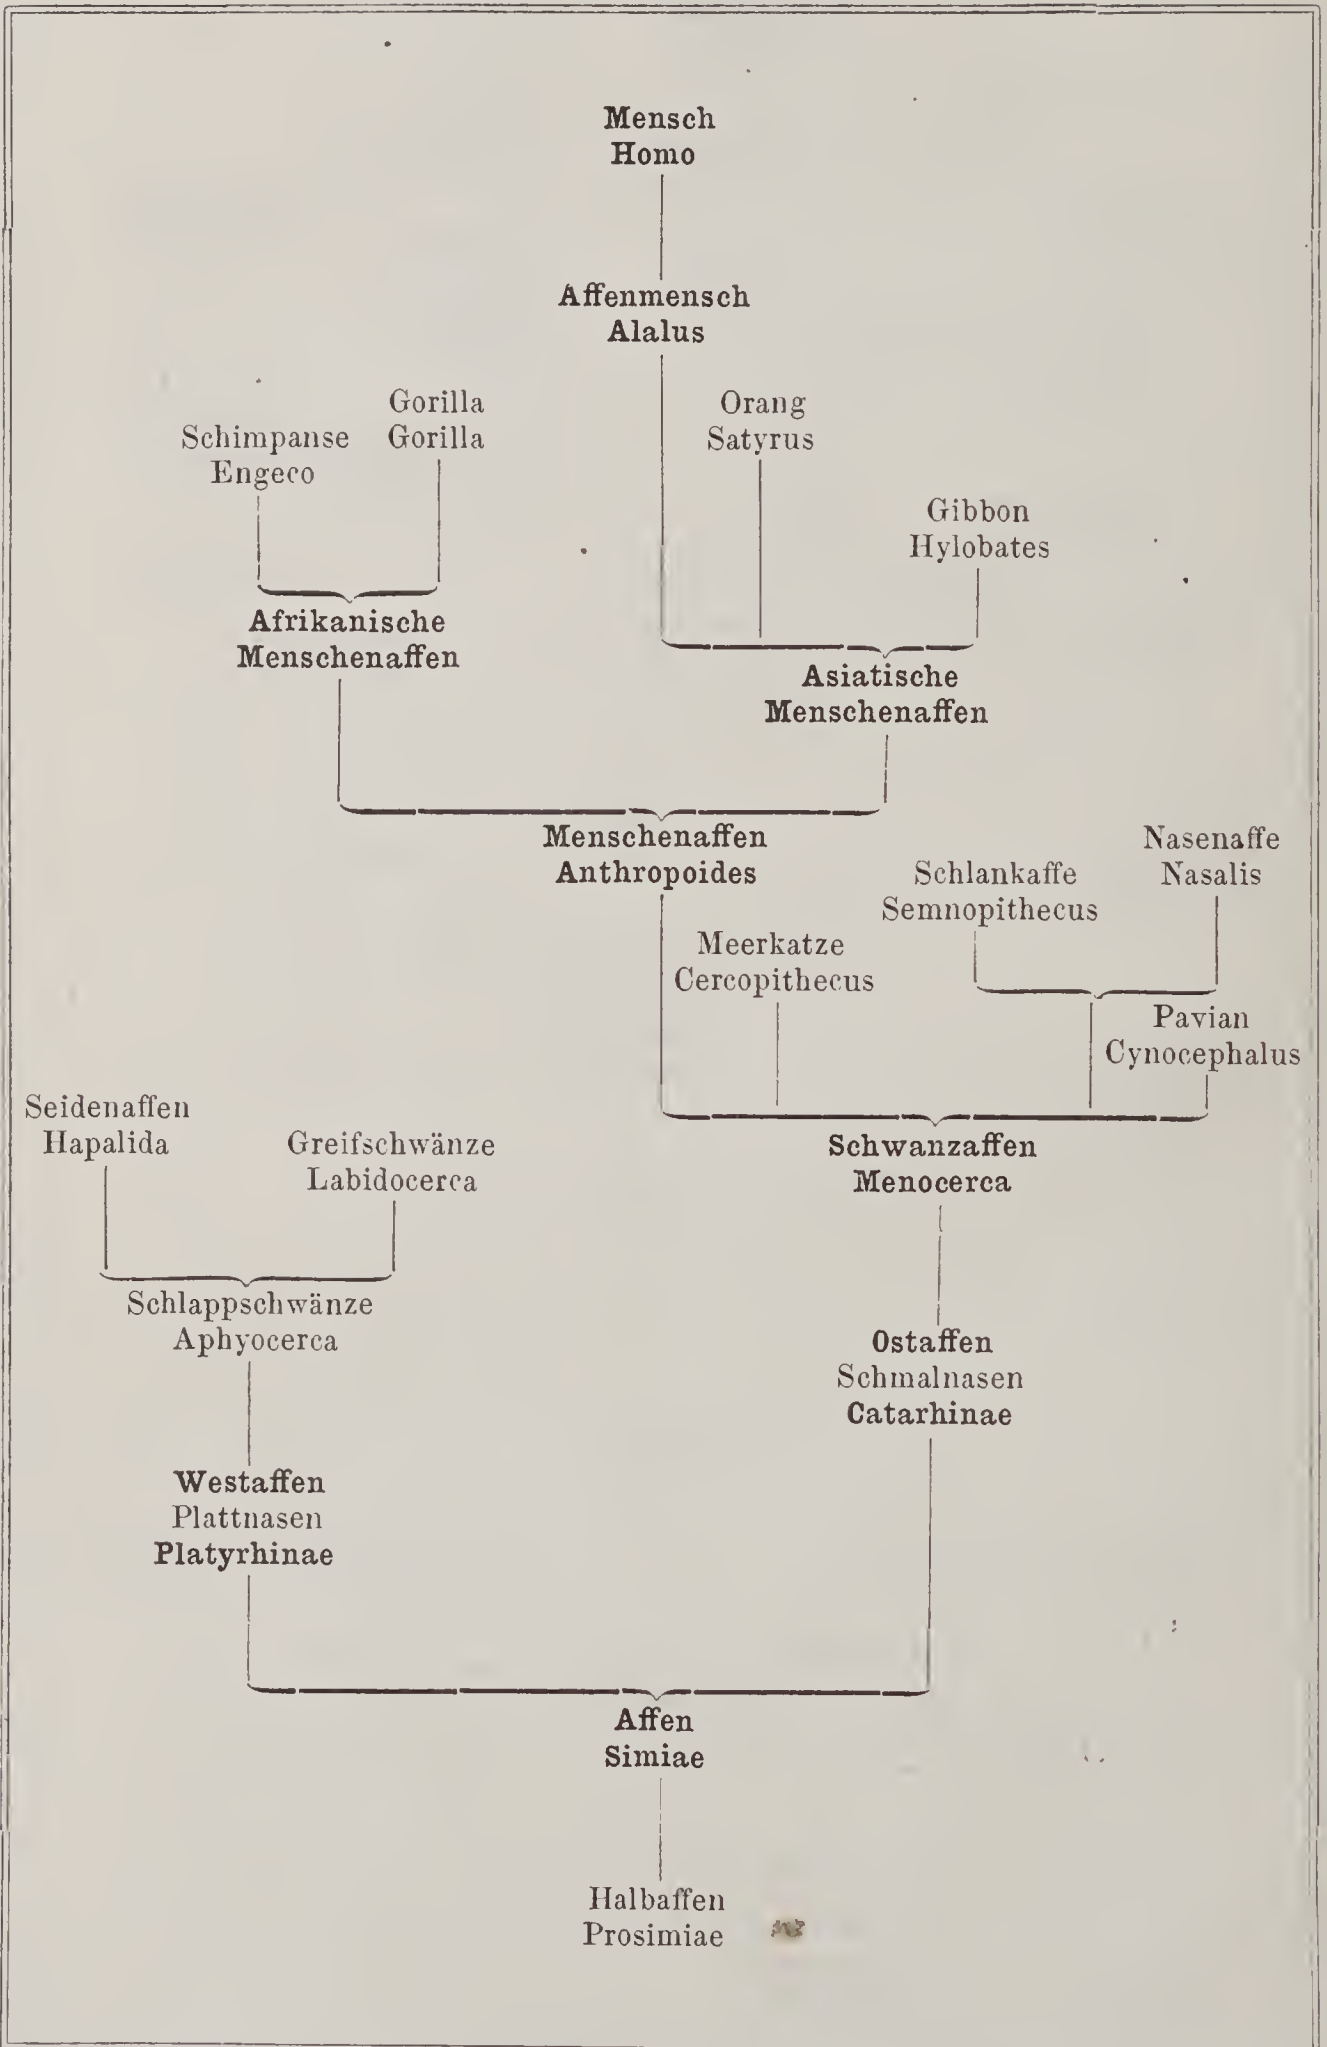 Mensch
Homo
Affenmensch
Alalus
Gorilla
Gorilla
Schimpanse
Engeco
Orang
Satyrus
Gibbon
Hylobates
Afrikanische
Menschenaffen
Asiatische
Menschenaffen
Menschenaffen
Anthropoides
Nasenaffe
Nasalis
Schlankaffe
Semnopithecus
Meerkatze
Cercopithecus
Pavian
Cynocephalus
Seidenaffen
Hapalida
Greifschwänze
Labidocerca
Schwanzaffen
Menocerca
Schlappschwänze
Aphyocerca
Ostaffen
Schmalnasen
Catarhinae
Westaffen
Plattnasen
Platyrhinae
Affen
Simiae
Halbaffen
Prosimiae